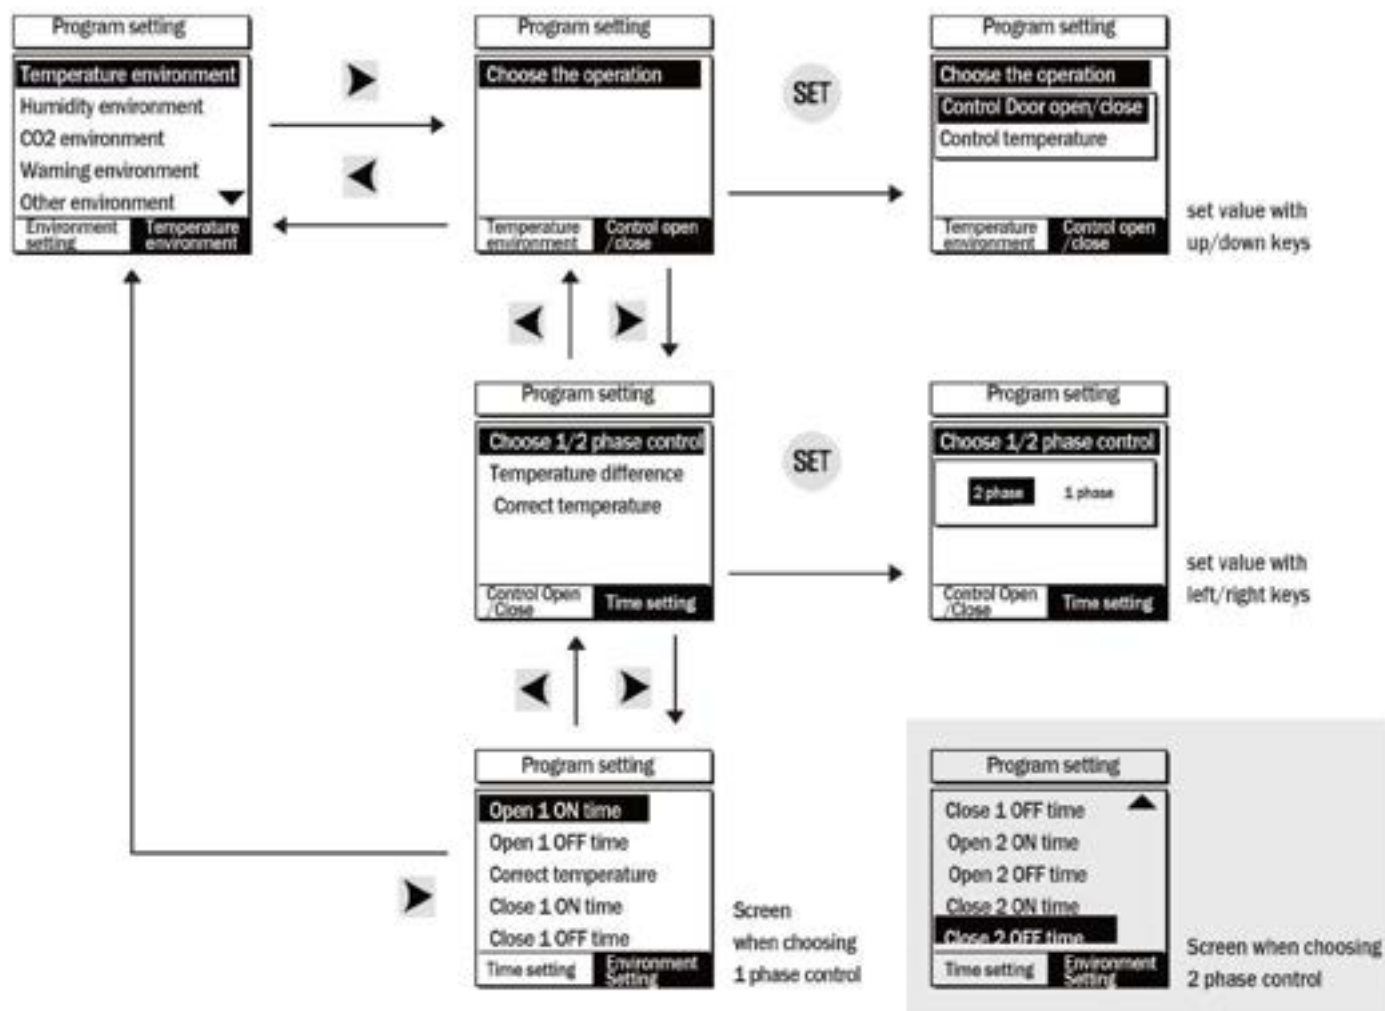 Program setting
Temperature environment
Humidity environment
CO2 environment
Warning environment
Other environment
Environment
setting
Temperature
environment
Program setting
Choose the operation
Temperature
environment
Control open
/close
SET
Program setting
Choose the operation
Control Door open/close
Control temperature
Temperature
environment
Control open
/close
set value with
up/down keys
Program setting
Choose 1/2 phase control
Temperature difference
Correct temperature
Control Open
/Close
Time setting
SET
Program setting
Choose 1/2 phase control
2 phase
1 phase
Control Open
/Close
Time setting
set value with
left/right keys
Program setting
Open 1 ON time
Open 1 OFF time
Correct temperature
Close 1 ON time
Close 1 OFF time
Time setting
Environment
Setting
Screen
when choosing
1 phase control
Program setting
Close 1 OFF time
Open 2 ON time
Open 2 OFF time
Close 2 ON time
Close 2 OFF time
Time setting
Environment
Setting
Screen when choosing
2 phase control